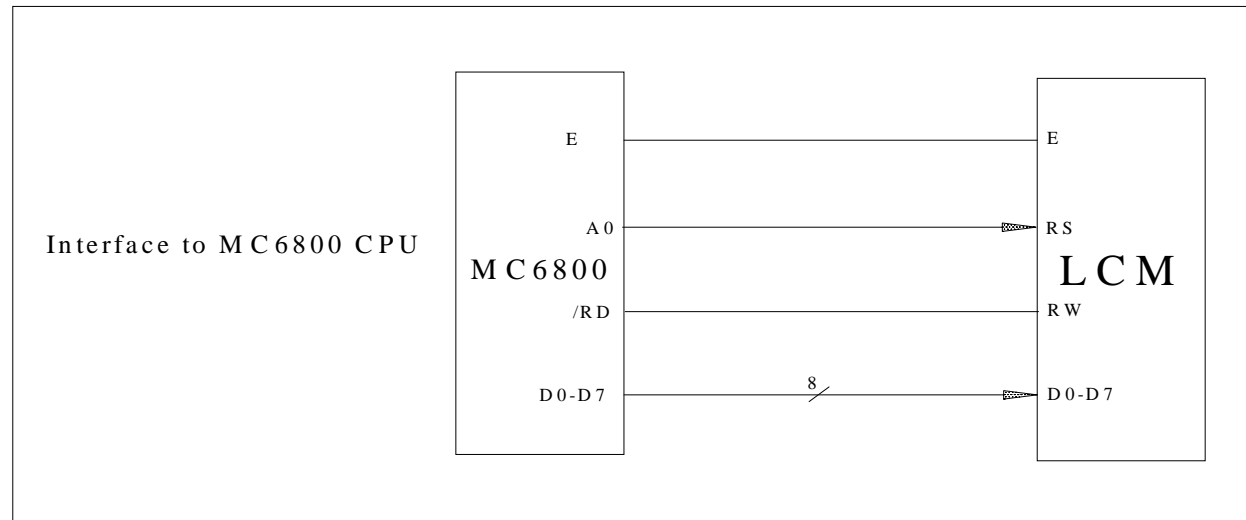 Interface to MC6800 CPU
MC6800
E
A0
/RD
D0-D7
8
LCM
E
RS
RW
D0-D7